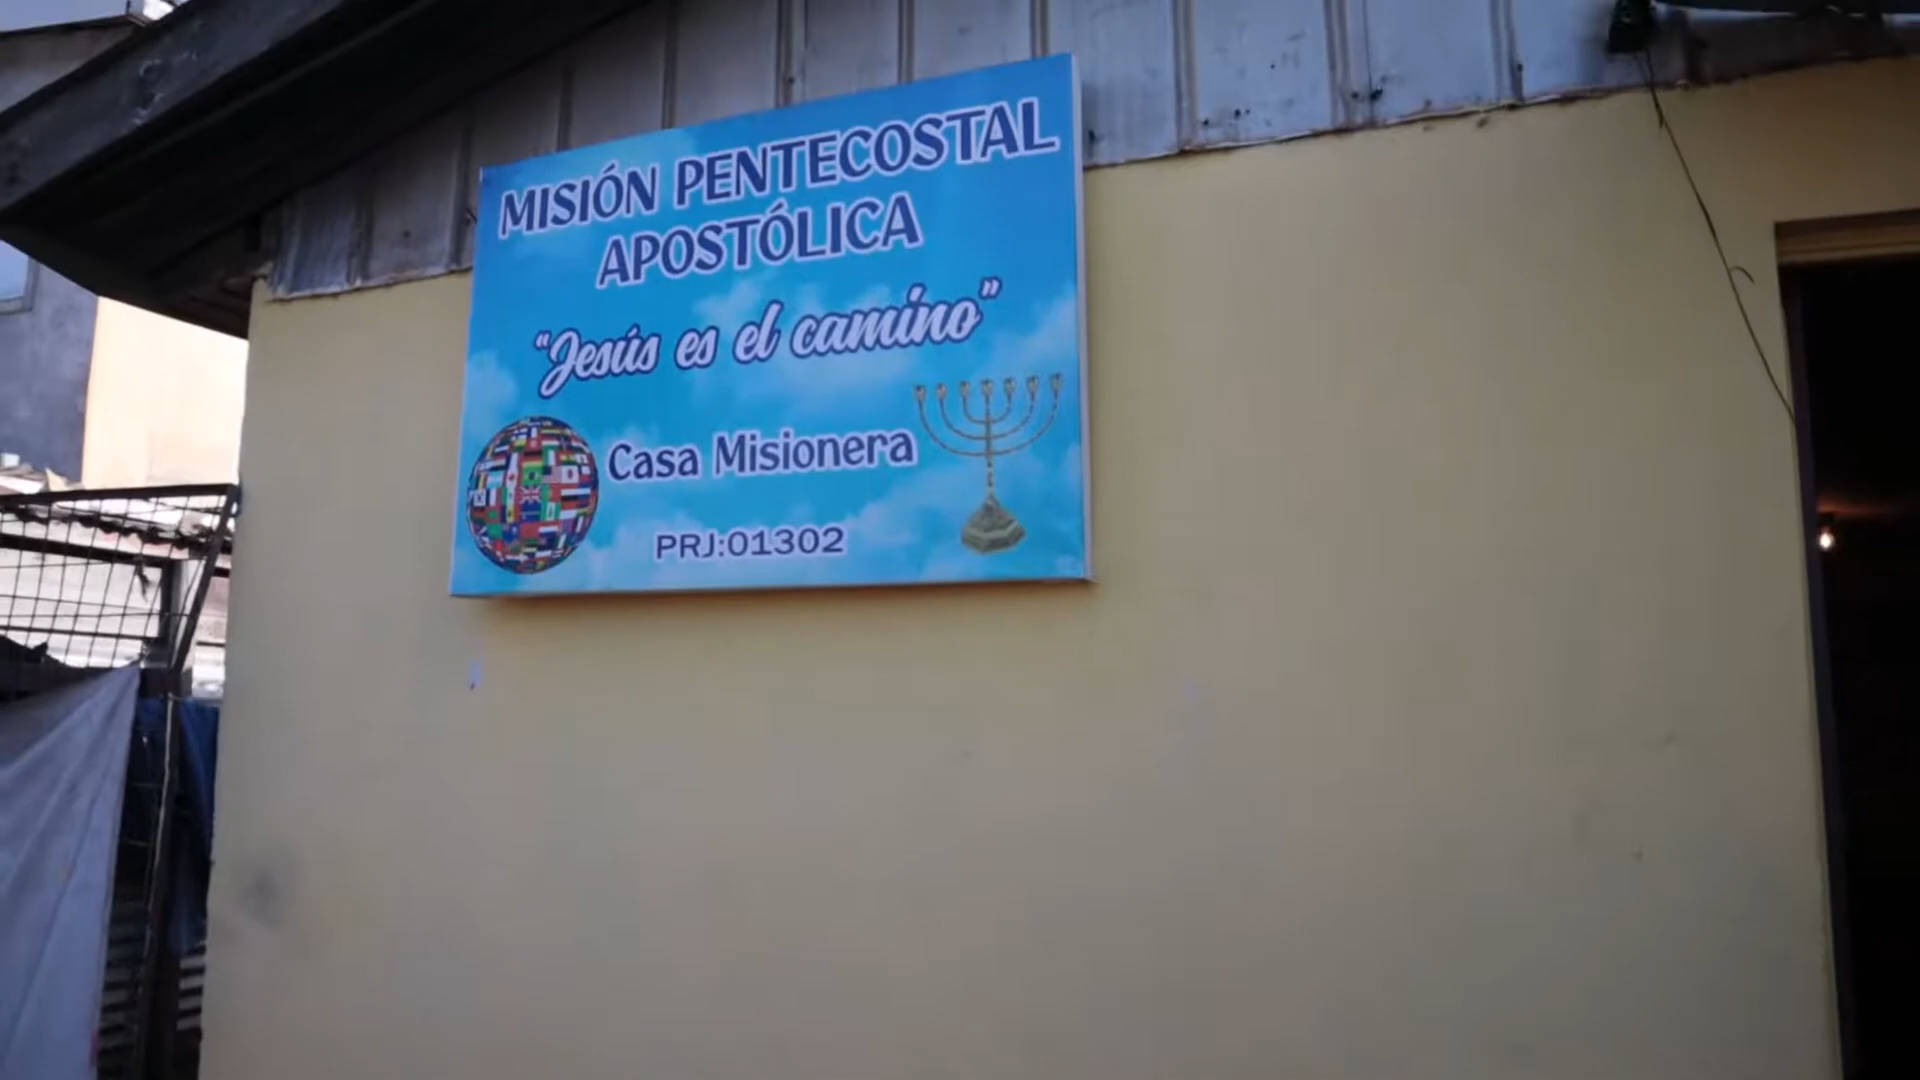 MISIÓN PENTECOSTAL
APOSTÓLICA
"Jesús es el camino"
Casa Misionera
PRJ:01302